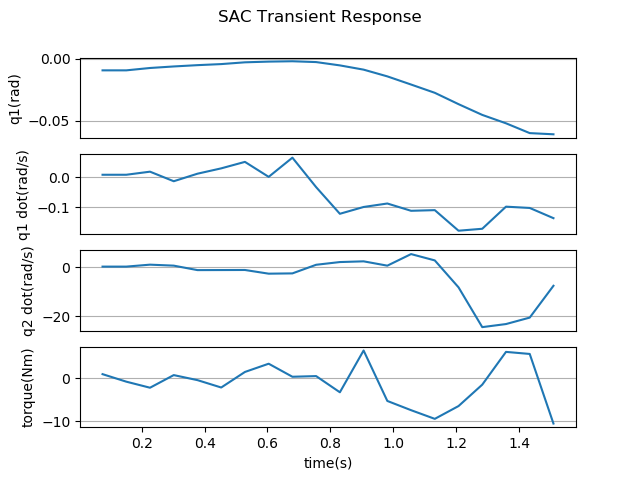 SAC Transient Response
q1(rad)
0.00
−0.05
q1 dot(rad/s)
0.0
−0.1
q2 dot(rad/s)
0
−20
torque(Nm)
0
−10
0.2 0.4 0.6 0.8 1.0 1.2 1.4
time(s)